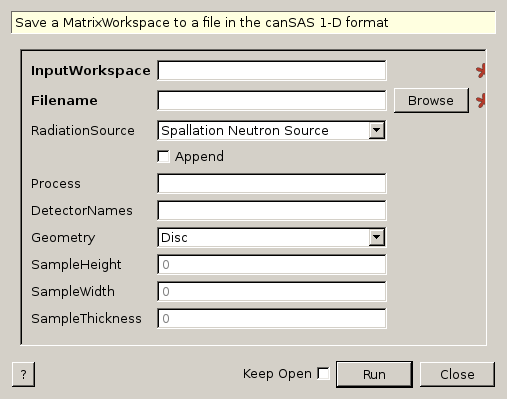 Save a MatrixWorkspace to a file in the canSAS 1-D format
InputWorkspace
Filename Browse
RadiationSource Spallation Neutron Source
Append
Process
DetectorNames
Geometry Disc
SampleHeight 0
SampleWidth 0
SampleThickness 0
? Keep Open Run Close